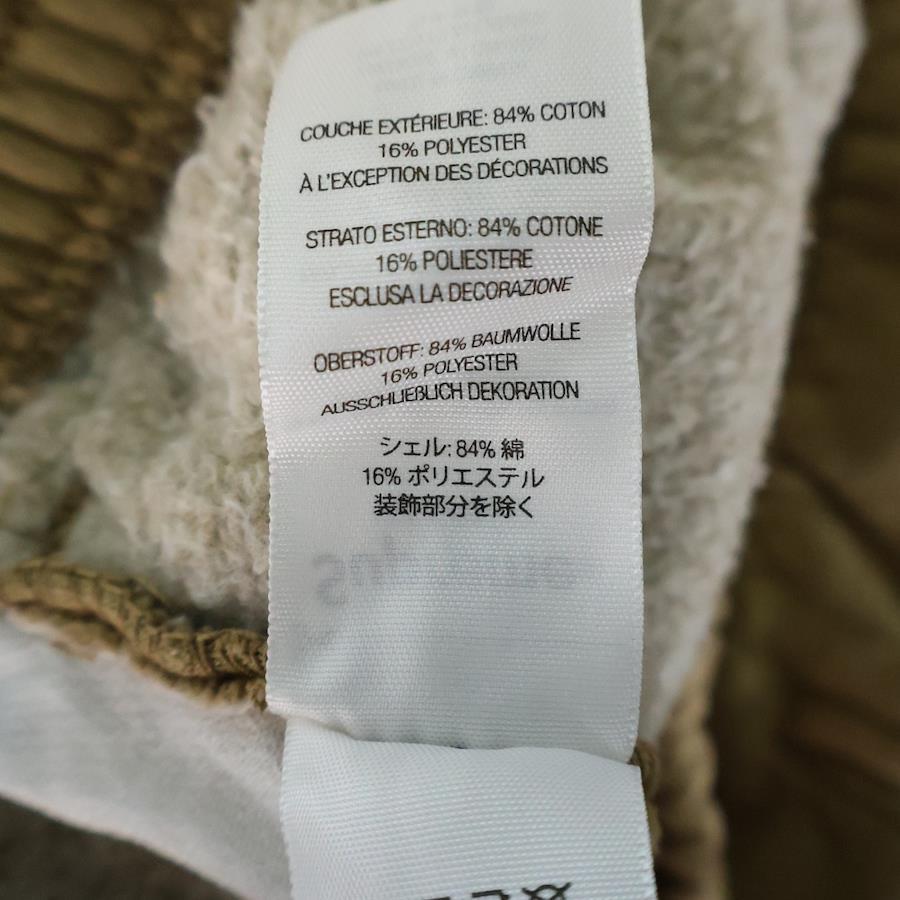 COUCHE EXTÉRIEURE: 84% COTON
16% POLYESTER
À L'EXCEPTION DES DÉCORATIONS
STRATO ESTERNO: 84% COTONE
16% POLIESTERE
ESCLUSA LA DECORAZIONE
OBERSTOFF: 84% BAUMWOLLE
16% POLYESTER
AUSSCHLIEßLICH DEKORATION
シェル: 84% 綿
16% ポリエステル
装飾部分を除く